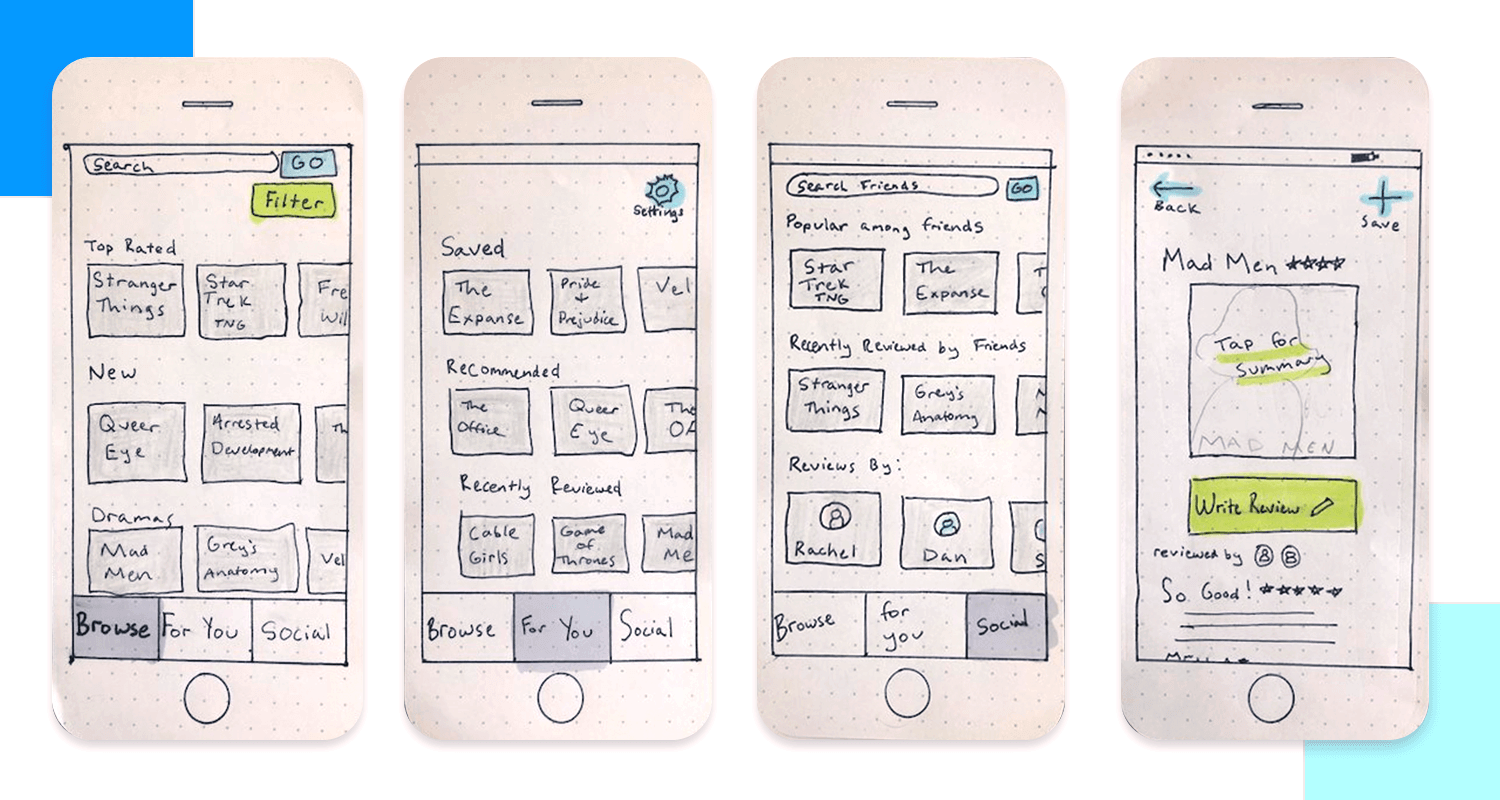 Search
GO
Filter
Top Rated
Stranger
Things
Star
Trek
TNG
Fre
Wil
New
Queer
Eye
Arrested
Development
Th
Dramas
Mad
Men
Grey's
Anatomy
Vel
Browse
For You
Social
Settings
Saved
The
Expanse
Pride
+
Prejudice
Vel
Recommended
The
Office
Queer
Eye
The
OA
Recently Reviewed
Cable
Girls
Game
of
Thrones
Mad
Me
Browse
For You
Social
Search Friends
GO
Popular among friends
Star
Trek
TNG
The
Expanse
T
Recently Reviewed by Friends
Stranger
Things
Grey's
Anatomy
Reviews By:
Rachel
Dan
S
Browse
for
you
Social
Back
Save
Mad Men
Tap for
Summary
MAD MEN
Write Review
reviewed by
So Good!